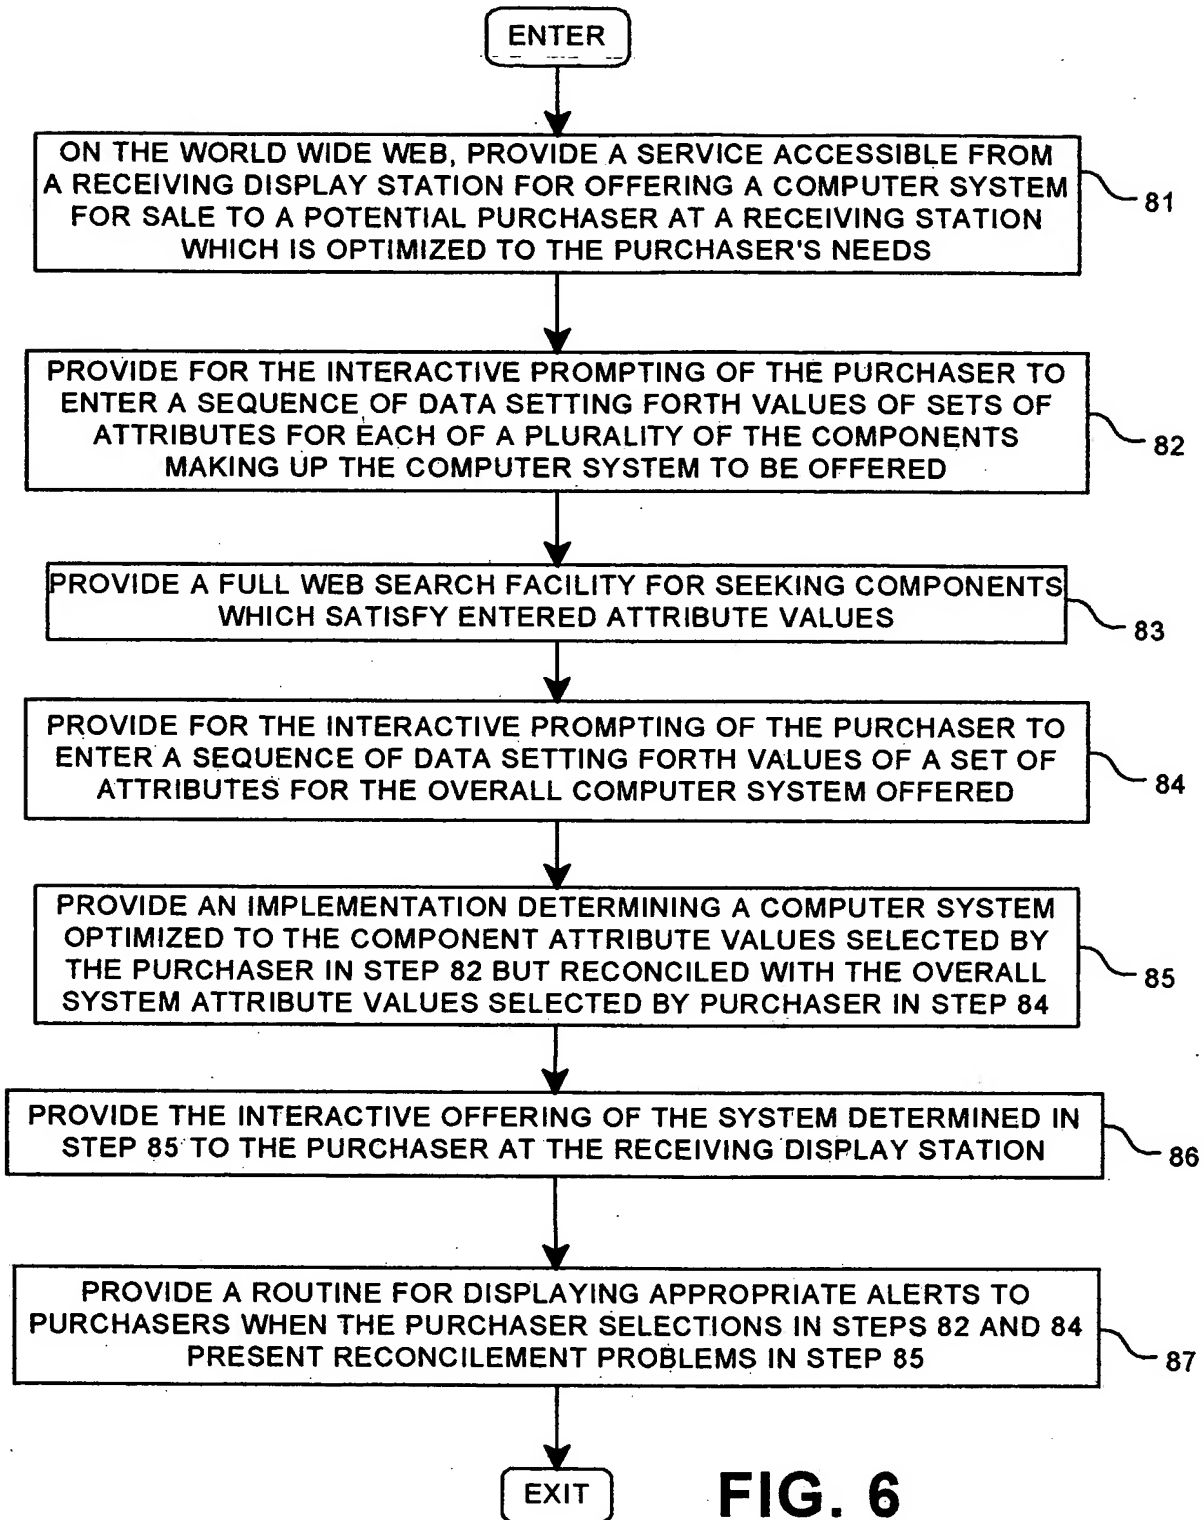 ENTER
ON THE WORLD WIDE WEB, PROVIDE A SERVICE ACCESSIBLE FROM
A RECEIVING DISPLAY STATION FOR OFFERING A COMPUTER SYSTEM
FOR SALE TO A POTENTIAL PURCHASER AT A RECEIVING STATION
WHICH IS OPTIMIZED TO THE PURCHASER'S NEEDS
81
PROVIDE FOR THE INTERACTIVE PROMPTING OF THE PURCHASER TO
ENTER A SEQUENCE OF DATA SETTING FORTH VALUES OF SETS OF
ATTRIBUTES FOR EACH OF A PLURALITY OF THE COMPONENTS
MAKING UP THE COMPUTER SYSTEM TO BE OFFERED
82
PROVIDE A FULL WEB SEARCH FACILITY FOR SEEKING COMPONENTS
WHICH SATISFY ENTERED ATTRIBUTE VALUES
83
PROVIDE FOR THE INTERACTIVE PROMPTING OF THE PURCHASER TO
ENTER A SEQUENCE OF DATA SETTING FORTH VALUES OF A SET OF
ATTRIBUTES FOR THE OVERALL COMPUTER SYSTEM OFFERED
84
PROVIDE AN IMPLEMENTATION DETERMINING A COMPUTER SYSTEM
OPTIMIZED TO THE COMPONENT ATTRIBUTE VALUES SELECTED BY
THE PURCHASER IN STEP 82 BUT RECONCILED WITH THE OVERALL
SYSTEM ATTRIBUTE VALUES SELECTED BY PURCHASER IN STEP 84
85
PROVIDE THE INTERACTIVE OFFERING OF THE SYSTEM DETERMINED IN
STEP 85 TO THE PURCHASER AT THE RECEIVING DISPLAY STATION
86
PROVIDE A ROUTINE FOR DISPLAYING APPROPRIATE ALERTS TO
PURCHASERS WHEN THE PURCHASER SELECTIONS IN STEPS 82 AND 84
PRESENT RECONCILEMENT PROBLEMS IN STEP 85
87
EXIT
FIG. 6